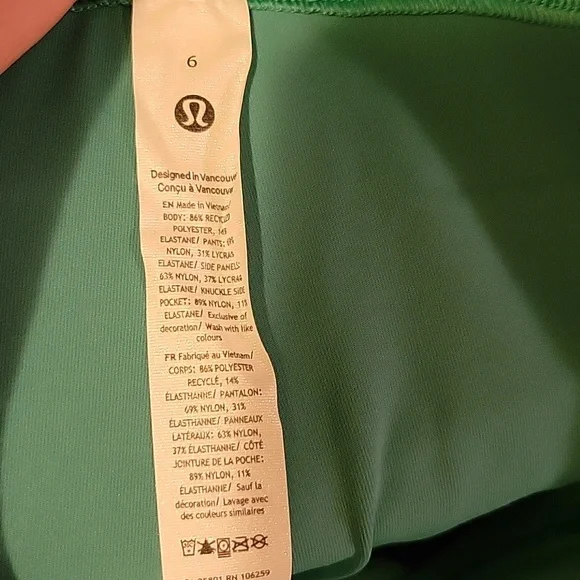 6
Designed in Vancouver
Conçu à Vancouver
EN Made in Vietnam/
BODY: 86% RECYCLED
POLYESTER, 14%
ELASTANE/ PANTS: 69%
NYLON, 31% LYCRA®
ELASTANE/ SIDE PANELS:
63% NYLON, 37% LYCRA®
ELASTANE/ KNUCKLE SIDE
POCKET: 89% NYLON, 11%
ELASTANE/ Exclusive of
decoration/ Wash with like
colours
FR Fabriqué au Vietnam/
CORPS: 86% POLYESTER
RECYCLÉ, 14%
ÉLASTHANNE/ PANTALON:
69% NYLON, 31%
ÉLASTHANNE/ PANNEAUX
LATÉRAUX: 63% NYLON,
37% ÉLASTHANNE/ CÔTÉ
JOINTURE DE LA POCHE:
89% NYLON, 11%
ÉLASTHANNE/ Sauf la
décoration/ Lavage avec
des couleurs similaires
RN 106259